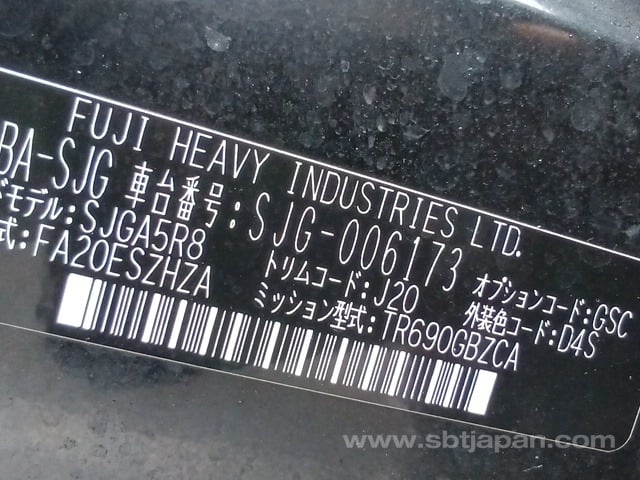 FUJI HEAVY INDUSTRIES LTD.
BA-SJG 車台番号:SJG-006173
ドモデル:SJGA5R8 トリムコード:J20 オプションコード:GSC
式:FA20ESZHZA ミッション型式:TR690GBZCA 外装色コード:D4S
www.sbtjapan.com